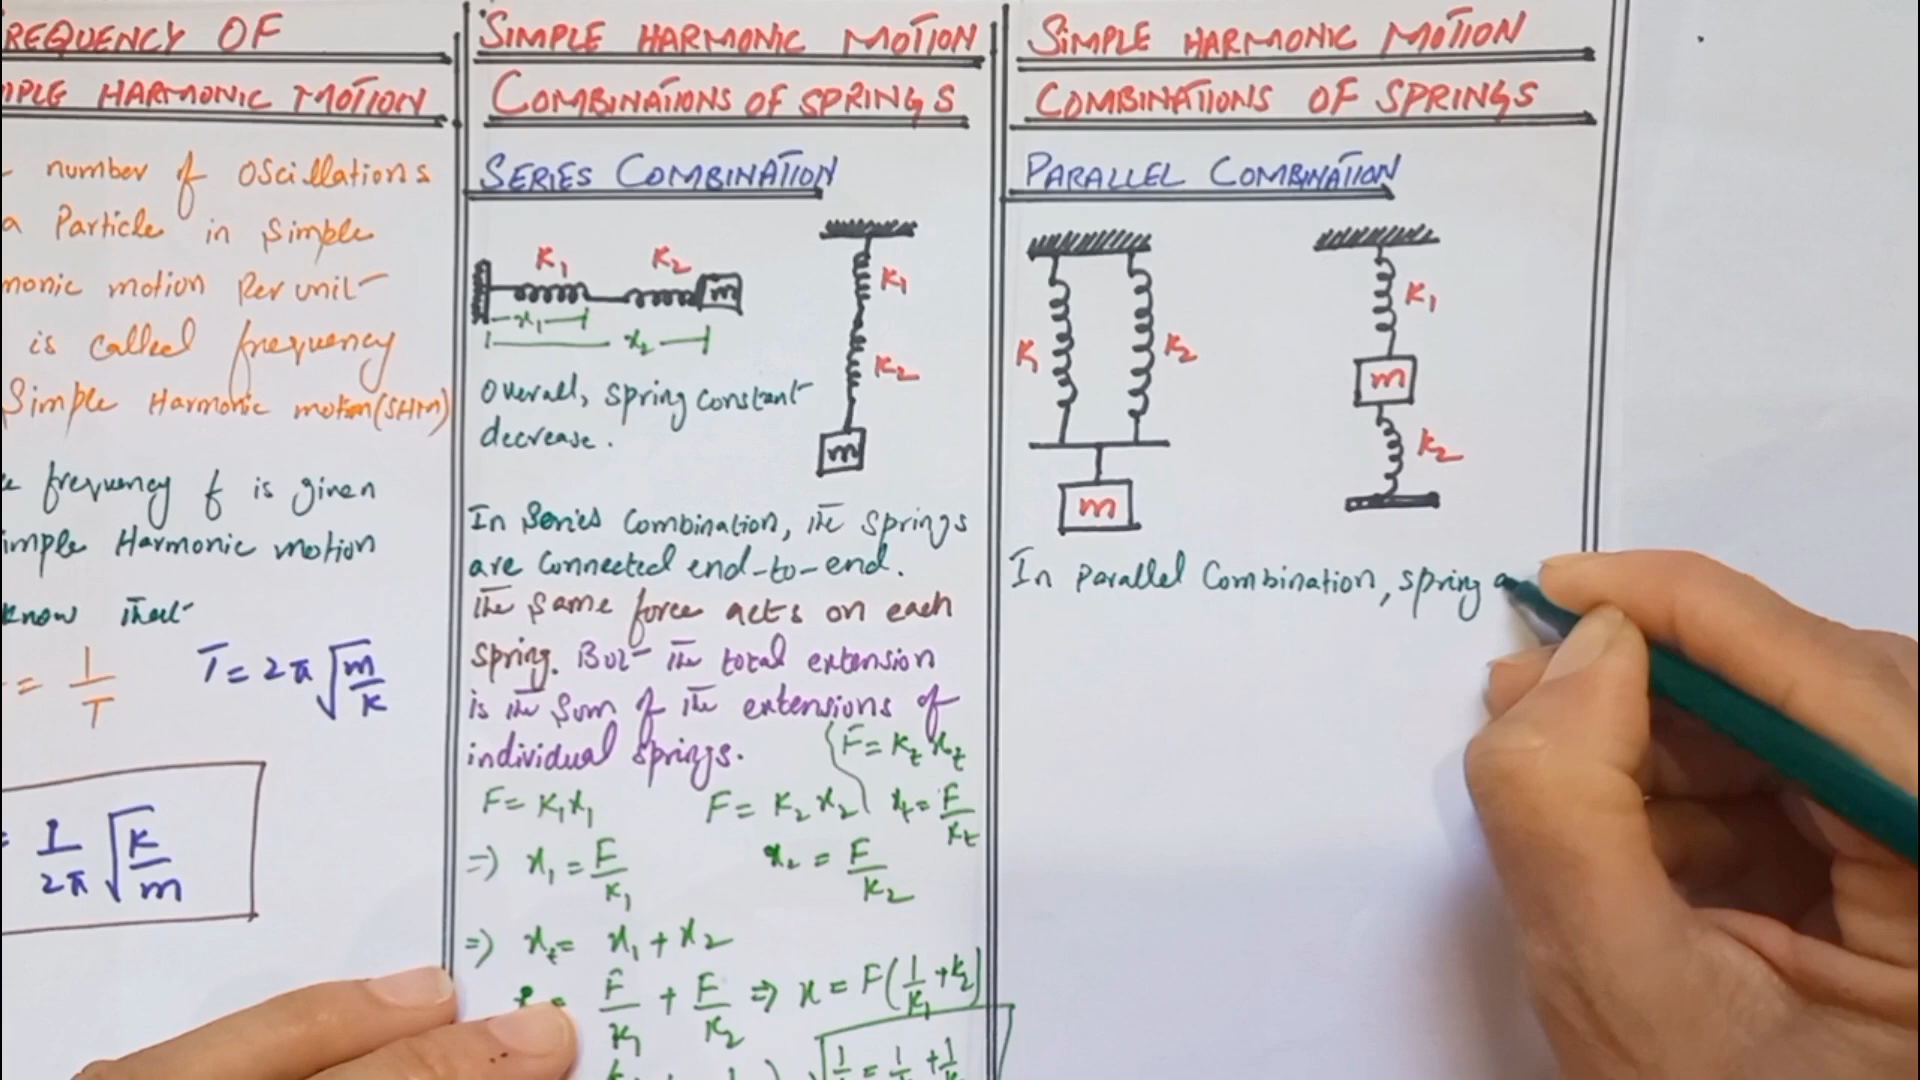 REQUENCY OF
MPLE HARMONIC MOTION
number of Oscillations
a Particle in Simple
monic motion Per unit
is called frequency
Simple Harmonic motion (SHM)
frequency f is given
imple Harmonic motion
know that
= 1/T T = 2π√m/K
= 1/2π √K/m
SIMPLE HARMONIC MOTION
COMBINATIONS OF SPRINGS
SERIES COMBINATION
K1 K2 m
x1
x2
K1
K2
m
Overall, spring constant
decrease.
In Series Combination, the springs
are Connected end-to-end.
The same force acts on each
spring. But the total extension
is the sum of the extensions of
individual springs.
F = Kt xt
F = K1x1 F = K2 x2 xt = F/Kt
=) x1 = F/K1 x2 = F/K2
=) xt = x1 + x2
= F/K1 + F/K2 => x = F(1/K1 + K2)
1/ = 1/ + 1/K
SIMPLE HARMONIC MOTION
COMBINATIONS OF SPRINGS
PARALLEL COMBINATION
K1 K2
m
K1
m
K2
In parallel Combination, spring a